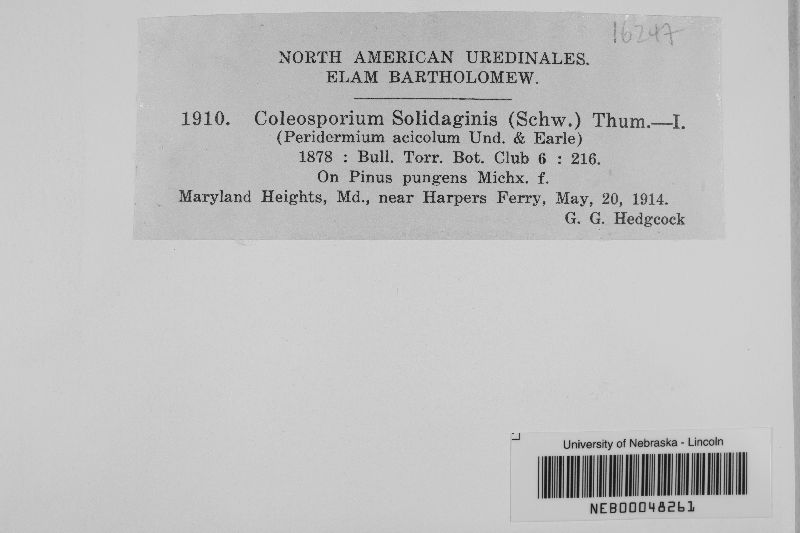 16247
NORTH AMERICAN UREDINALES.
ELAM BARTHOLOMEW.
1910. Coleosporium Solidaginis (Schw.) Thum.—I.
(Peridermium acicolum Und. & Earle)
1878 : Bull. Torr. Bot. Club 6 : 216.
On Pinus pungens Michx. f.
Maryland Heights, Md., near Harpers Ferry, May, 20, 1914.
G. G. Hedgcock
University of Nebraska - Lincoln
NEB00048261